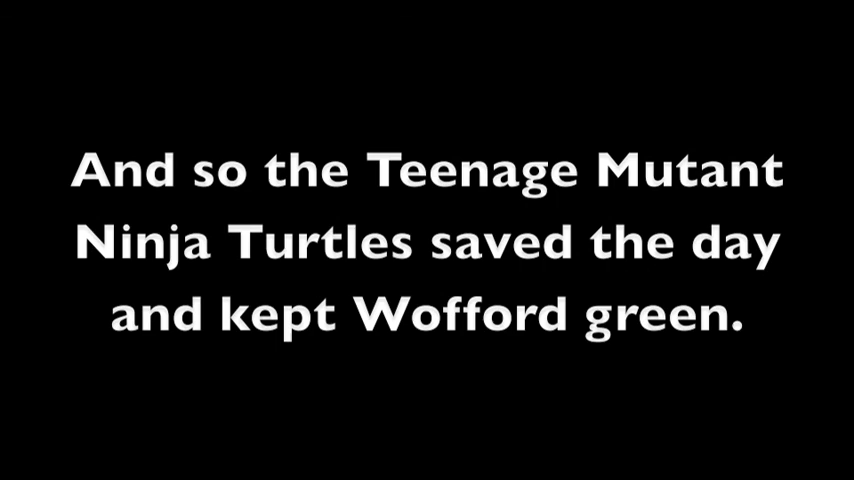 And so the Teenage Mutant
Ninja Turtles saved the day
and kept Wofford green.